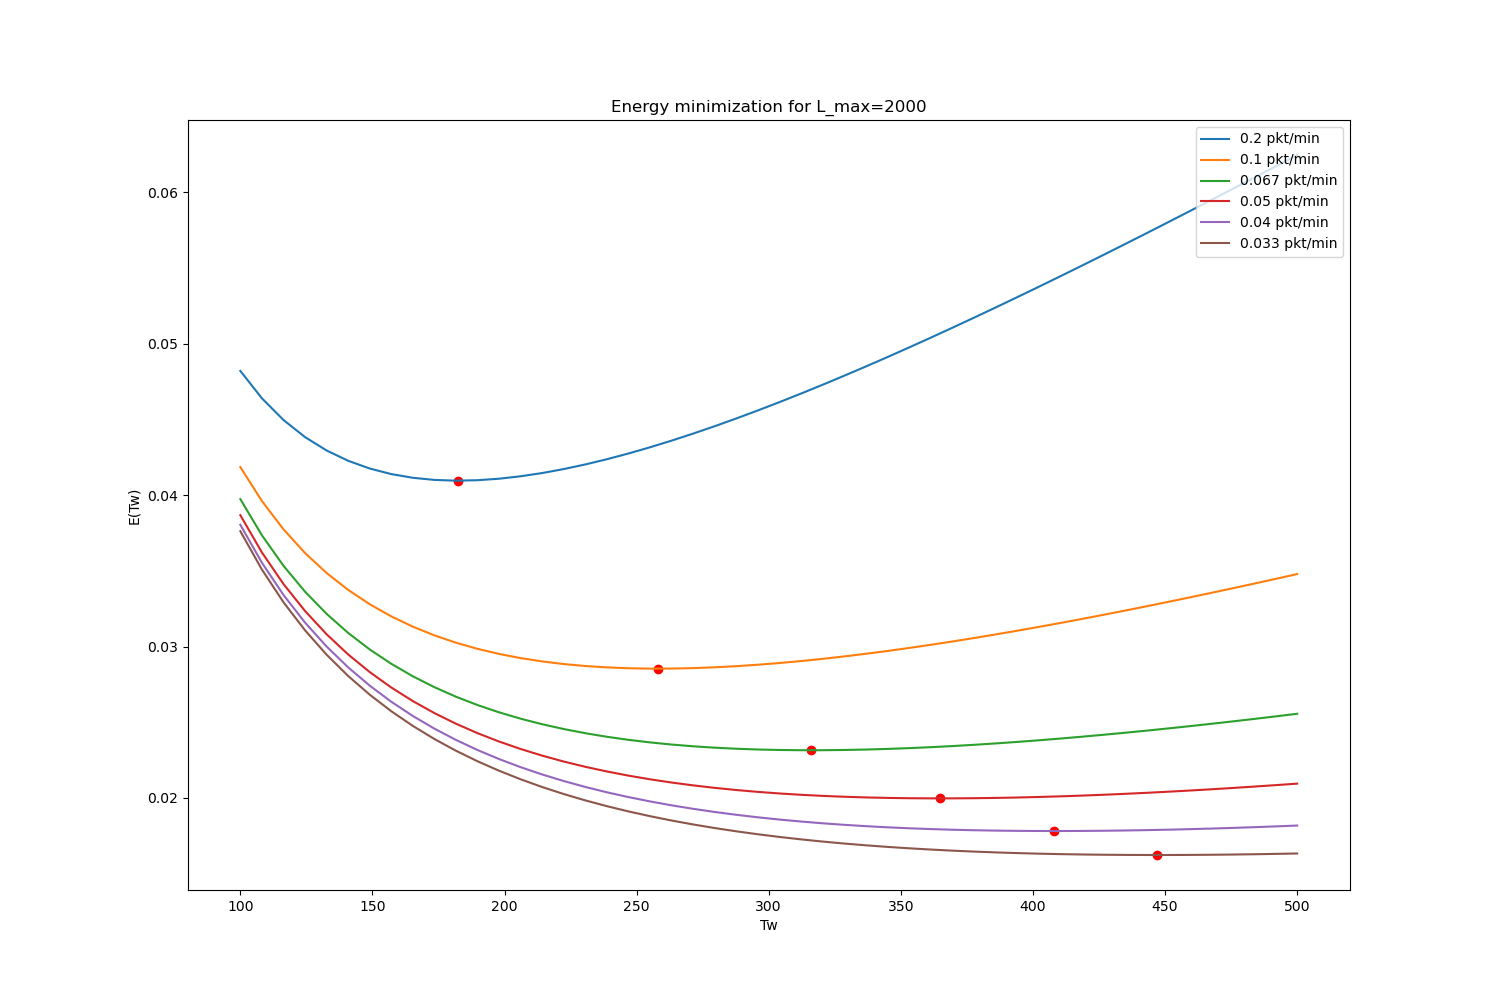 Energy minimization for L_max=2000
0.2 pkt/min
0.1 pkt/min
0.067 pkt/min
0.05 pkt/min
0.04 pkt/min
0.033 pkt/min
E(Tw)
0.06
0.05
0.04
0.03
0.02
100 150 200 250 300 350 400 450 500
Tw